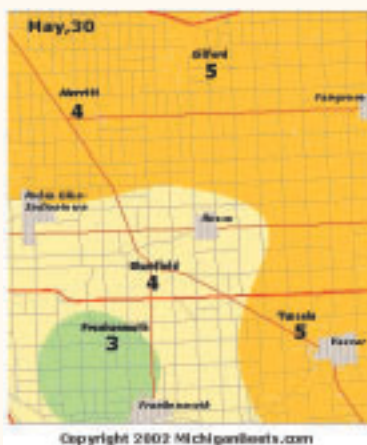 May,30
Gilford
5
Merritt
4
Fairgrove
Reese
Blumfield
4
Tuscola
5
Vassar
Frankenmuth
3
Frankenmuth
Copyright 2002 MichiganBeets.com